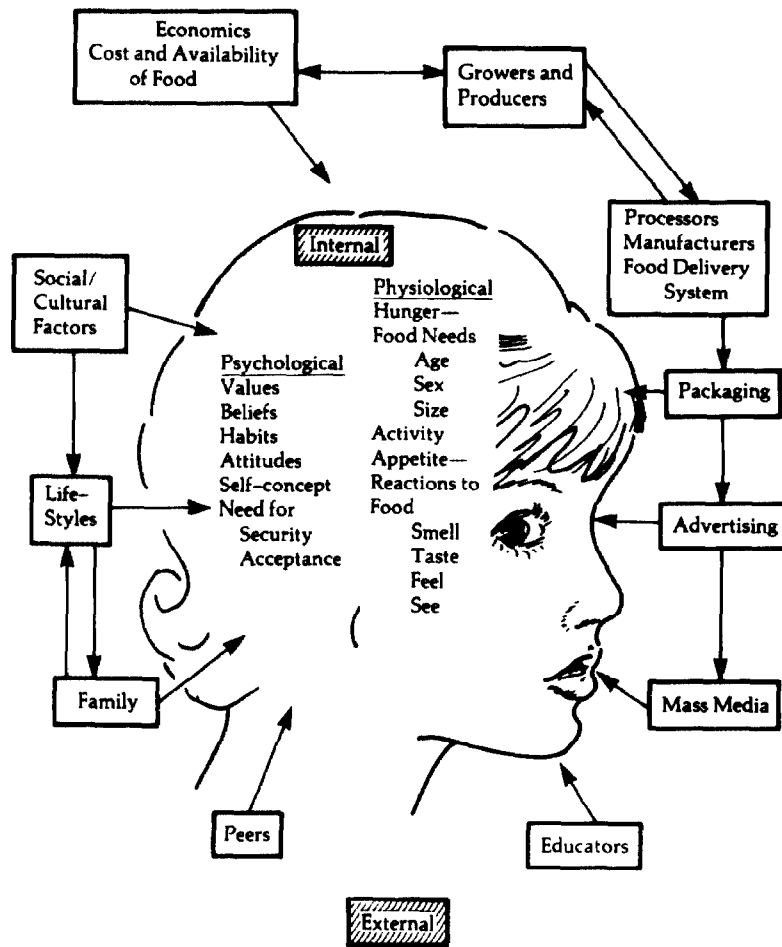 Economics
Cost and Availability
of Food
Growers and
Producers
Processors
Manufacturers
Food Delivery
System
Internal
Social/
Cultural
Factors
Physiological
Hunger—
Food Needs
Age
Sex
Size
Activity
Appetite—
Reactions to
Food
Smell
Taste
Feel
See
Psychological
Values
Beliefs
Habits
Attitudes
Self-concept
Need for
Security
Acceptance
Packaging
Life-
Styles
Advertising
Family
Mass Media
Peers
Educators
External